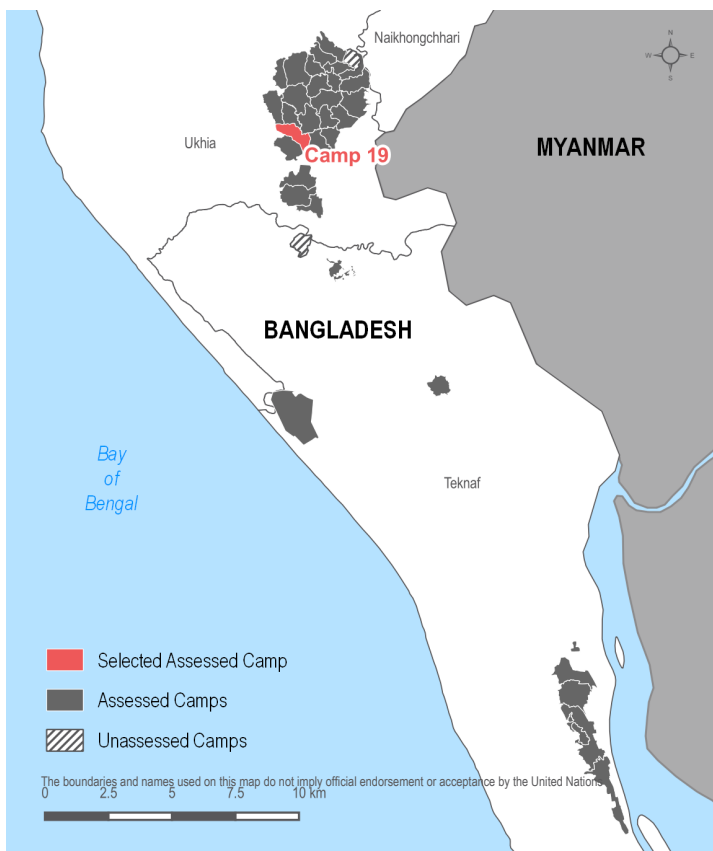 Naikhongchhari
N
W E
S
Ukhia
Camp 19
MYANMAR
BANGLADESH
Bay
of
Bengal
Teknaf
Selected Assessed Camp
Assessed Camps
Unassessed Camps
The boundaries and names used on this map do not imply official endorsement or acceptance by the United Nations
0 2.5 5 7.5 10 km